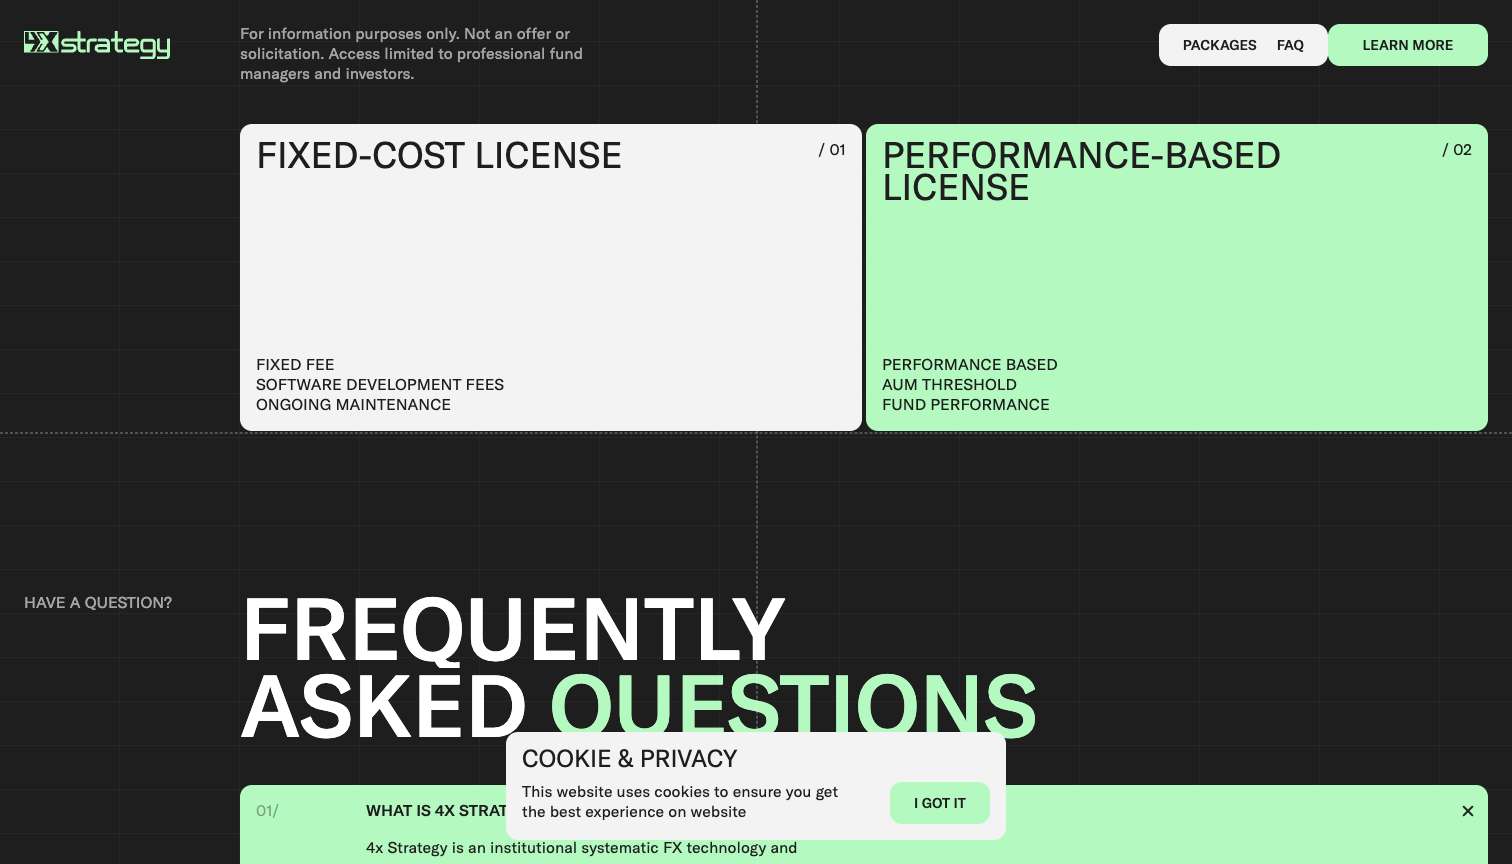 4Xstrategy
For information purposes only. Not an offer or
solicitation. Access limited to professional fund
managers and investors.
PACKAGES FAQ
LEARN MORE
FIXED-COST LICENSE
/ 01
FIXED FEE
SOFTWARE DEVELOPMENT FEES
ONGOING MAINTENANCE
PERFORMANCE-BASED
LICENSE
/ 02
PERFORMANCE BASED
AUM THRESHOLD
FUND PERFORMANCE
HAVE A QUESTION?
FREQUENTLY
ASKED QUESTIONS
COOKIE & PRIVACY
This website uses cookies to ensure you get
the best experience on website
I GOT IT
01/
WHAT IS 4X STRAT
4x Strategy is an institutional systematic FX technology and